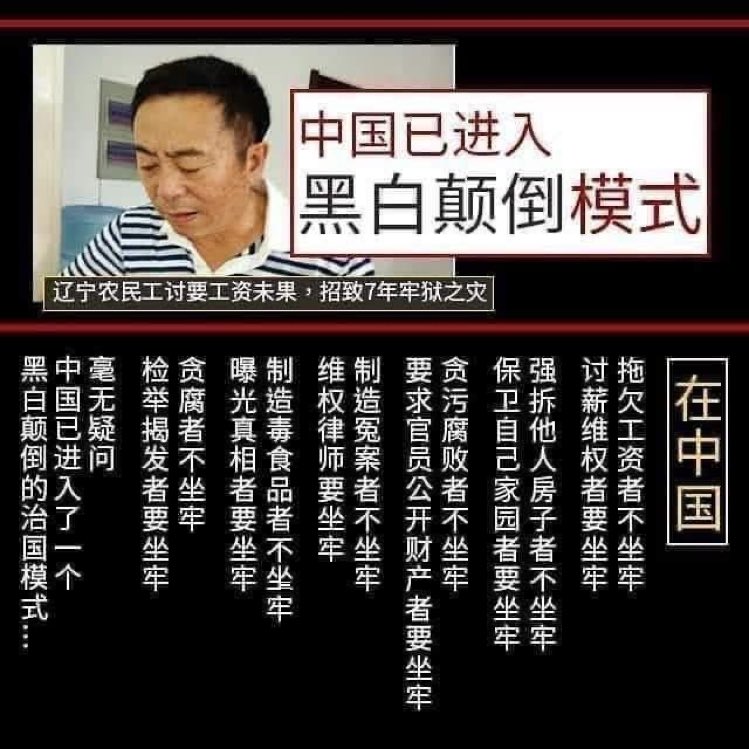 中国已进入
黑白颠倒模式
辽宁农民工讨要工资未果，招致7年牢狱之灾
在中国
拖欠工资者不坐牢
讨薪维权者要坐牢
强拆他人房子者不坐牢
保卫自己家园者要坐牢
贪污腐败者不坐牢
要求官员公开财产者要坐牢
制造冤案者不坐牢
维权律师要坐牢
制造毒食品者不坐牢
曝光真相者要坐牢
贪腐者不坐牢
检举揭发者要坐牢
毫无疑问
中国已进入了一个
黑白颠倒的治国模式…